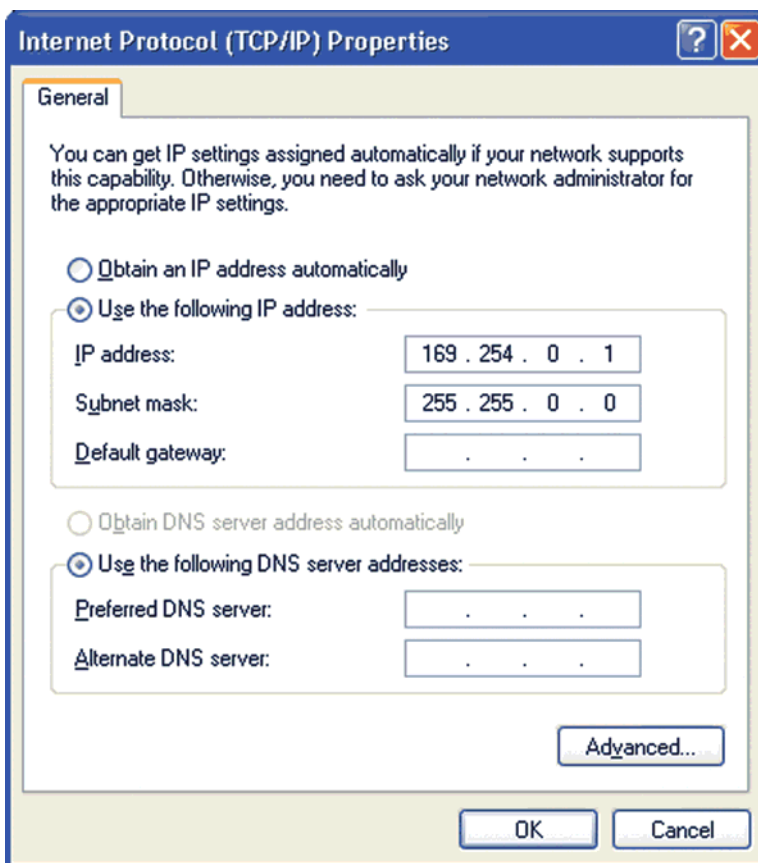 Internet Protocol (TCP/IP) Properties
General
You can get IP settings assigned automatically if your network supports
this capability. Otherwise, you need to ask your network administrator for
the appropriate IP settings.
Obtain an IP address automatically
Use the following IP address:
IP address: 169 . 254 . 0 . 1
Subnet mask: 255 . 255 . 0 . 0
Default gateway: . . .
Obtain DNS server address automatically
Use the following DNS server addresses:
Preferred DNS server: . . .
Alternate DNS server: . . .
Advanced...
OK Cancel